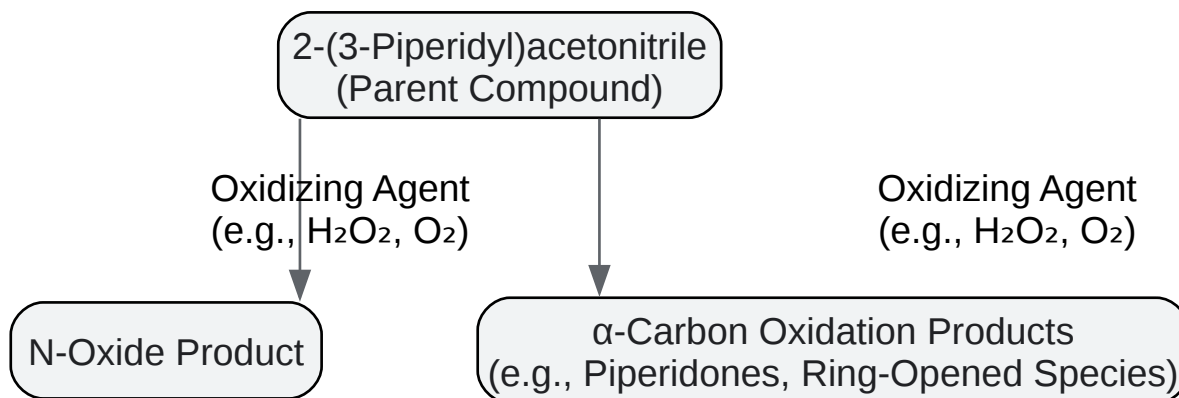 2-(3-Piperidyl)acetonitrile
(Parent Compound)
Oxidizing Agent
(e.g., H₂O₂, O₂)
Oxidizing Agent
(e.g., H₂O₂, O₂)
N-Oxide Product
α-Carbon Oxidation Products
(e.g., Piperidones, Ring-Opened Species)